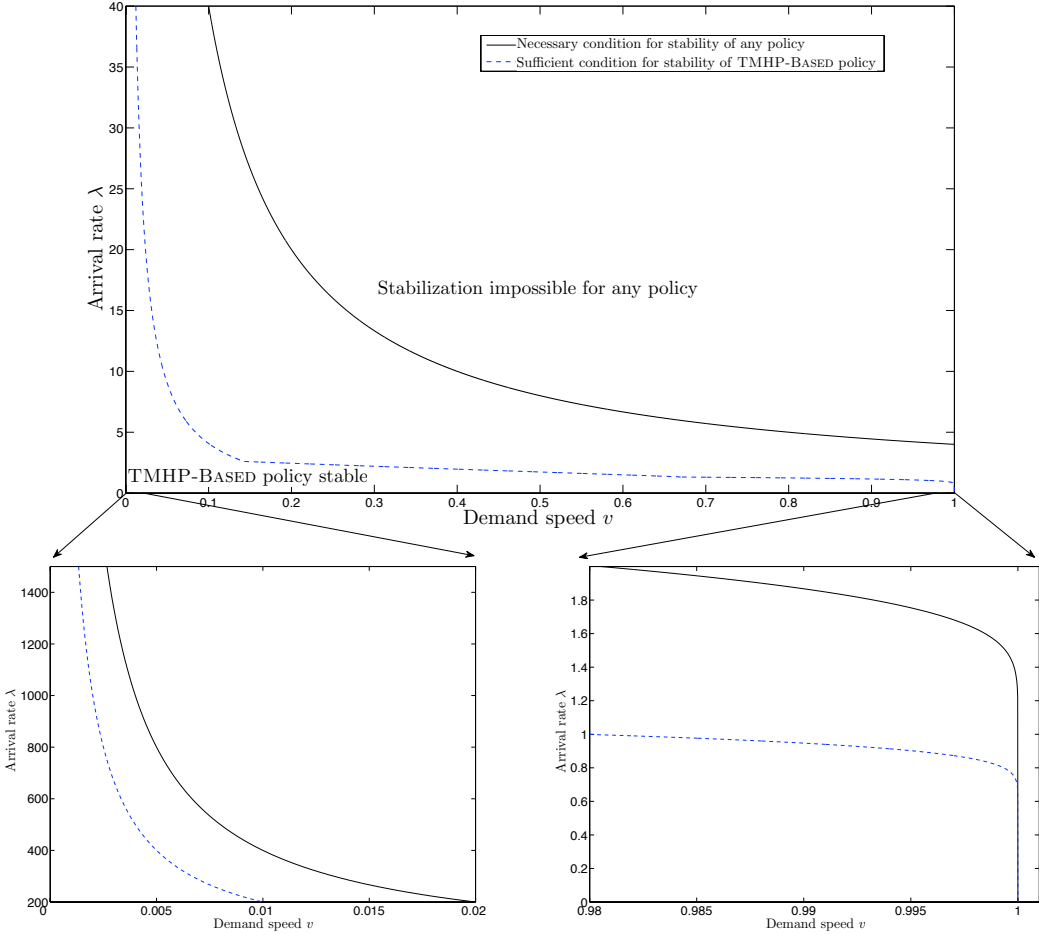 40
35
30
25
20
15
10
5
0
Arrival rate λ
Necessary condition for stability of any policy
Sufficient condition for stability of TMHP-BASED policy
Stabilization impossible for any policy
TMHP-BASED policy stable
0 0.1 0.2 0.3 0.4 0.5 0.6 0.7 0.8 0.9 1
Demand speed v
1400
1200
1000
800
600
400
200
Arrival rate λ
0 0.005 0.01 0.015 0.02
Demand speed v
1.8
1.6
1.4
1.2
1
0.8
0.6
0.4
0.2
0
Arrival rate λ
0.98 0.985 0.99 0.995 1
Demand speed v